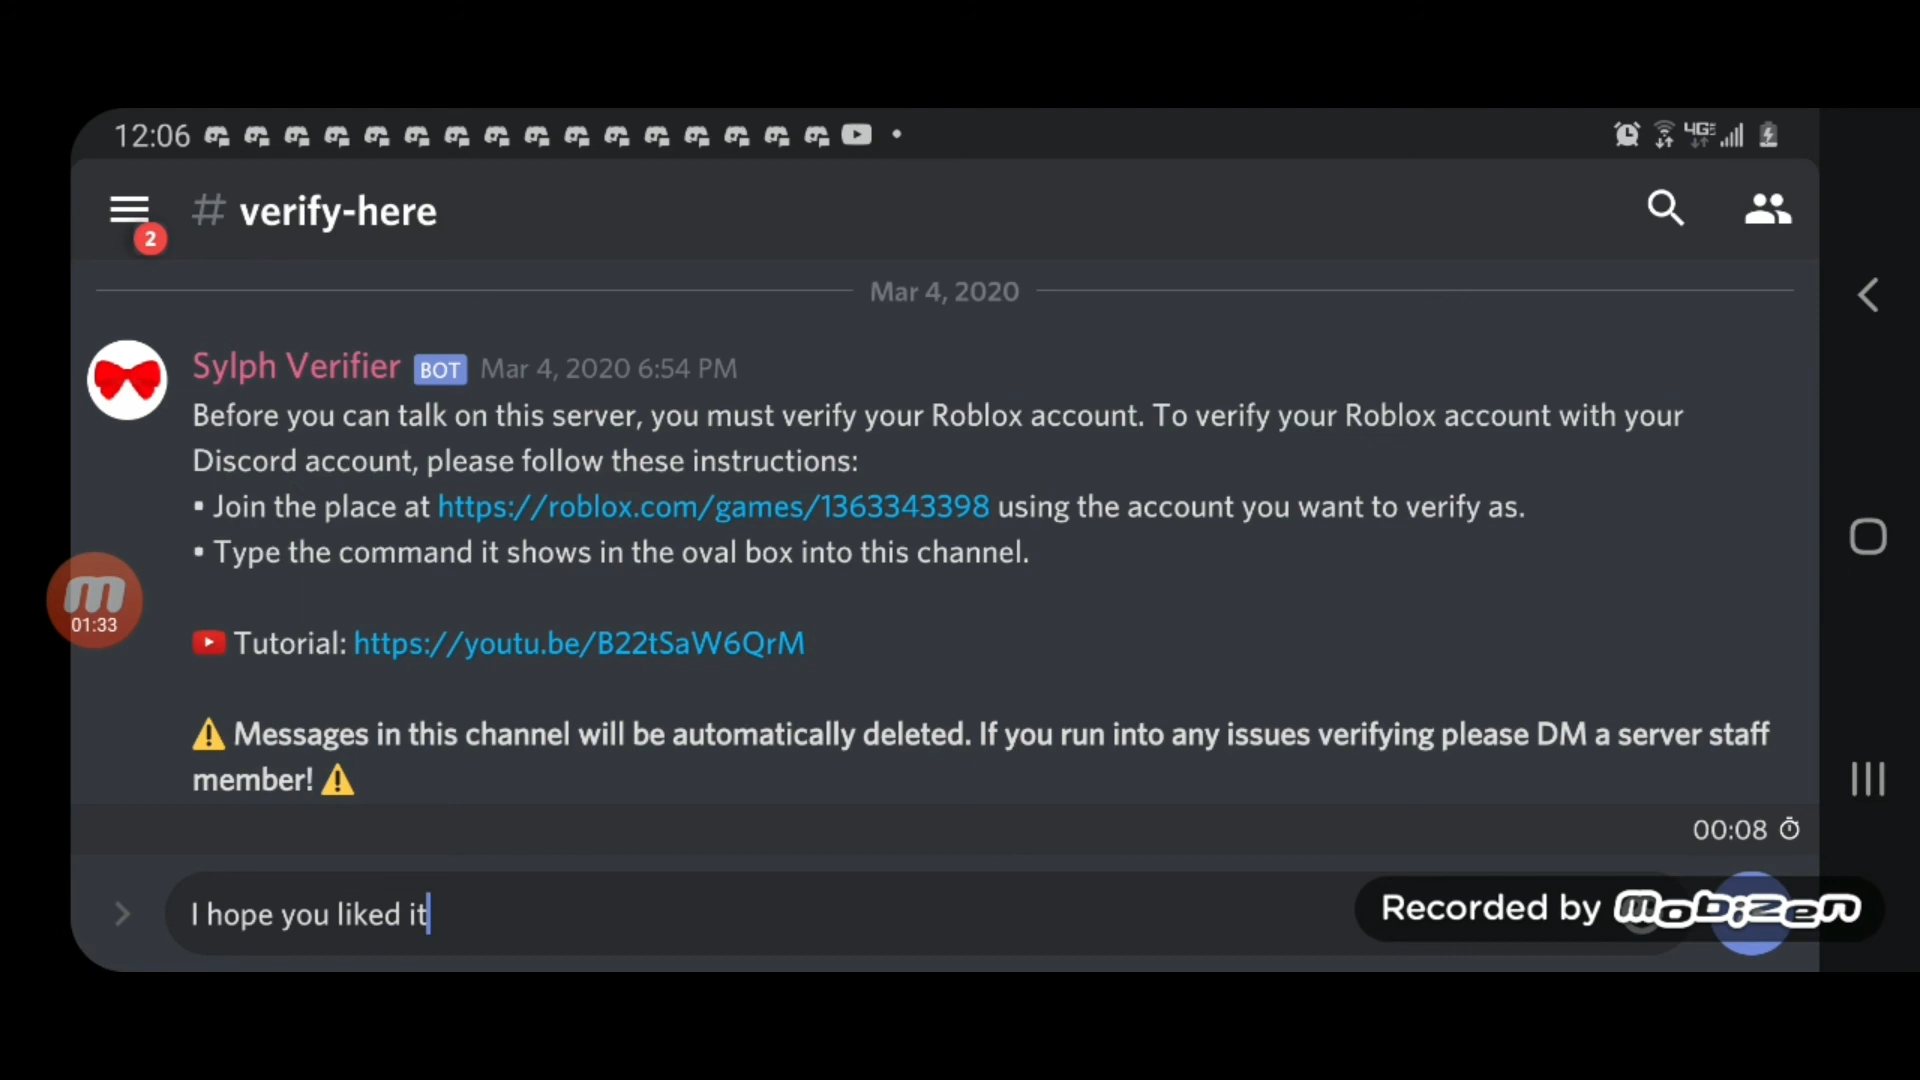 12:06
4GE
2
# verify-here
Mar 4, 2020
Sylph Verifier BOT Mar 4, 2020 6:54 PM
Before you can talk on this server, you must verify your Roblox account. To verify your Roblox account with your
Discord account, please follow these instructions:
▪ Join the place at https://roblox.com/games/1363343398 using the account you want to verify as.
▪ Type the command it shows in the oval box into this channel.
m
01:33
Tutorial: https://youtu.be/B22tSaW6QrM
⚠ Messages in this channel will be automatically deleted. If you run into any issues verifying please DM a server staff
member! ⚠
00:08
I hope you liked it
Recorded by mobizen